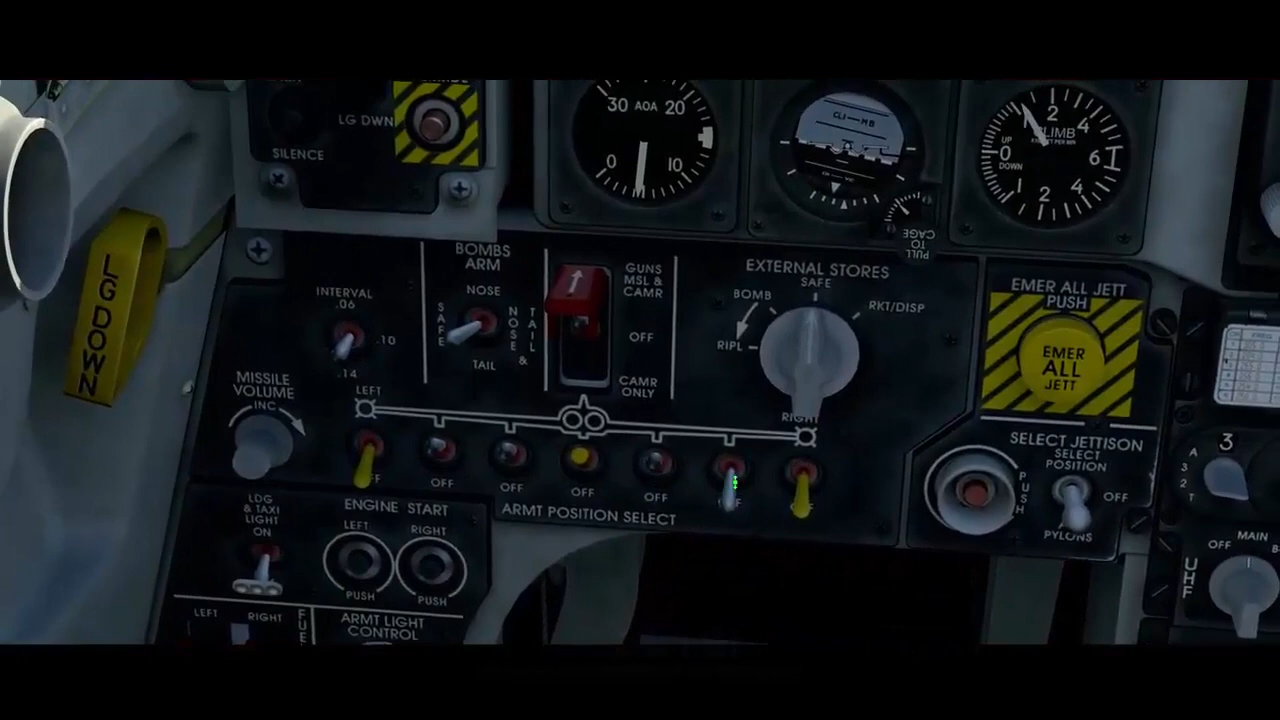 LG DWN
SILENCE
30 AOA 20
0 10
CLI MB
PULL
TO
CAGE
2
4
UP
0
DOWN
CLIMB
6
1
2
4
LG DOWN
INTERVAL
.06
.10
.14
BOMBS
ARM
NOSE
SAFE
NOSE &
TAIL
TAIL
GUNS
MSL &
CAMR
OFF
CAMR
ONLY
EXTERNAL STORES
SAFE
BOMB
RIPL
RKT/DISP
EMER ALL JETT
PUSH
EMER
ALL
JETT
MISSILE
VOLUME
INC
LEFT
RIGHT
OFF
OFF
OFF
OFF
ARMT POSITION SELECT
SELECT JETTISON
SELECT
POSITION
PUSH
OFF
PYLONS
LDG
& TAXI
LIGHT
ON
ENGINE START
LEFT
RIGHT
PUSH
PUSH
LEFT
RIGHT
ARMT LIGHT
CONTROL
3
A
3
2
T
OFF
MAIN
B
UHF